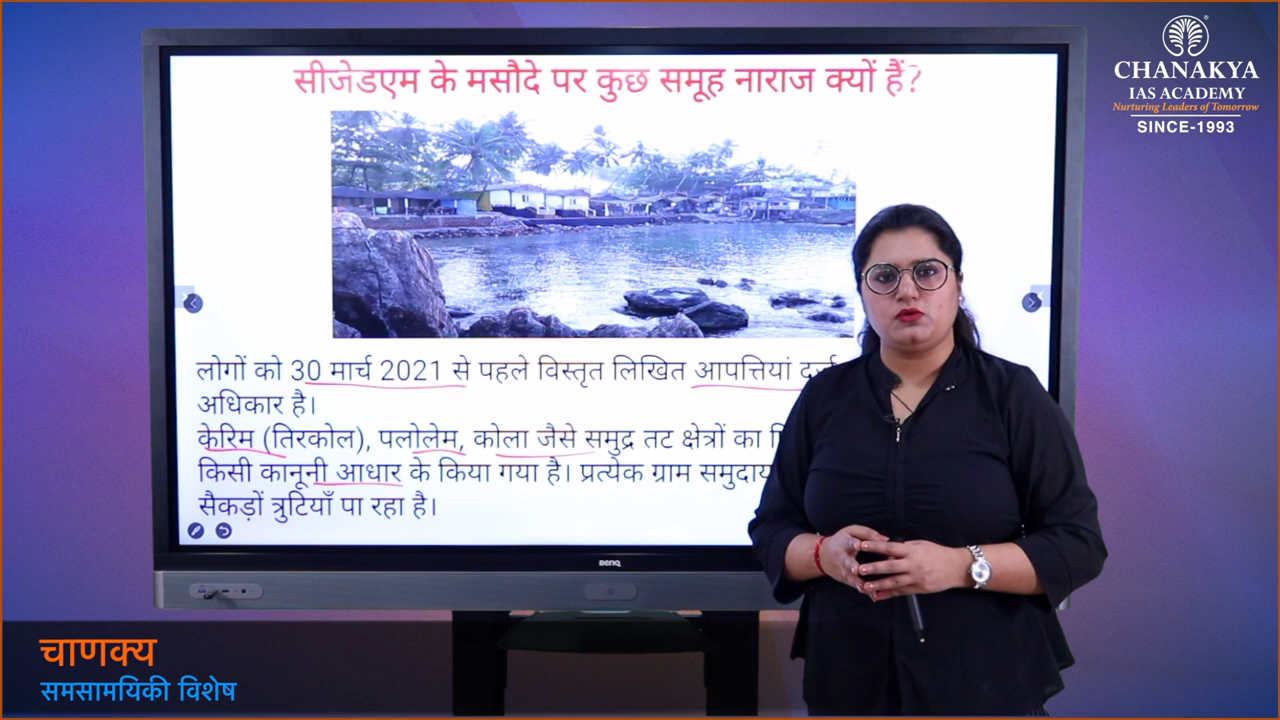 सीजेडएम के मसौदे पर कुछ समूह नाराज क्यों हैं?
CHANAKYA
IAS ACADEMY
Nurturing Leaders of Tomorrow
SINCE-1993
लोगों को 30 मार्च 2021 से पहले विस्तृत लिखित आपत्तियां
अधिकार है।
केरिम (तिरकोल), पलोलेम, कोला जैसे समुद्र तट क्षेत्रों का
किसी कानूनी आधार के किया गया है। प्रत्येक ग्राम समुदाय
सैकड़ों त्रुटियाँ पा रहा है।
BenQ
चाणक्य
समसामयिकी विशेष